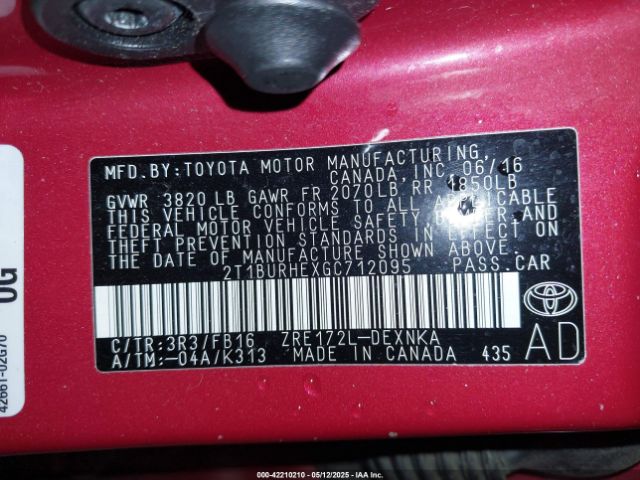 MFD.BY:TOYOTA MOTOR MANUFACTURING,
CANADA, INC. 06/16
GVWR 3820 LB GAWR FR 2070LB RR 1850LB
THIS VEHICLE CONFORMS TO ALL APPLICABLE
FEDERAL MOTOR VEHICLE SAFETY, BUMPER, AND
THEFT PREVENTION STANDARDS IN EFFECT ON
THE DATE OF MANUFACTURE SHOWN ABOVE.
2T1BURHEXGC712095 PASS.CAR
C/TR:3R3/FB16 ZRE172L-DEXNKA
A/TM:-04A/K313 MADE IN CANADA 435
AD
42661-02G70
000-42210210 - 05/12/2025 - IAA Inc.